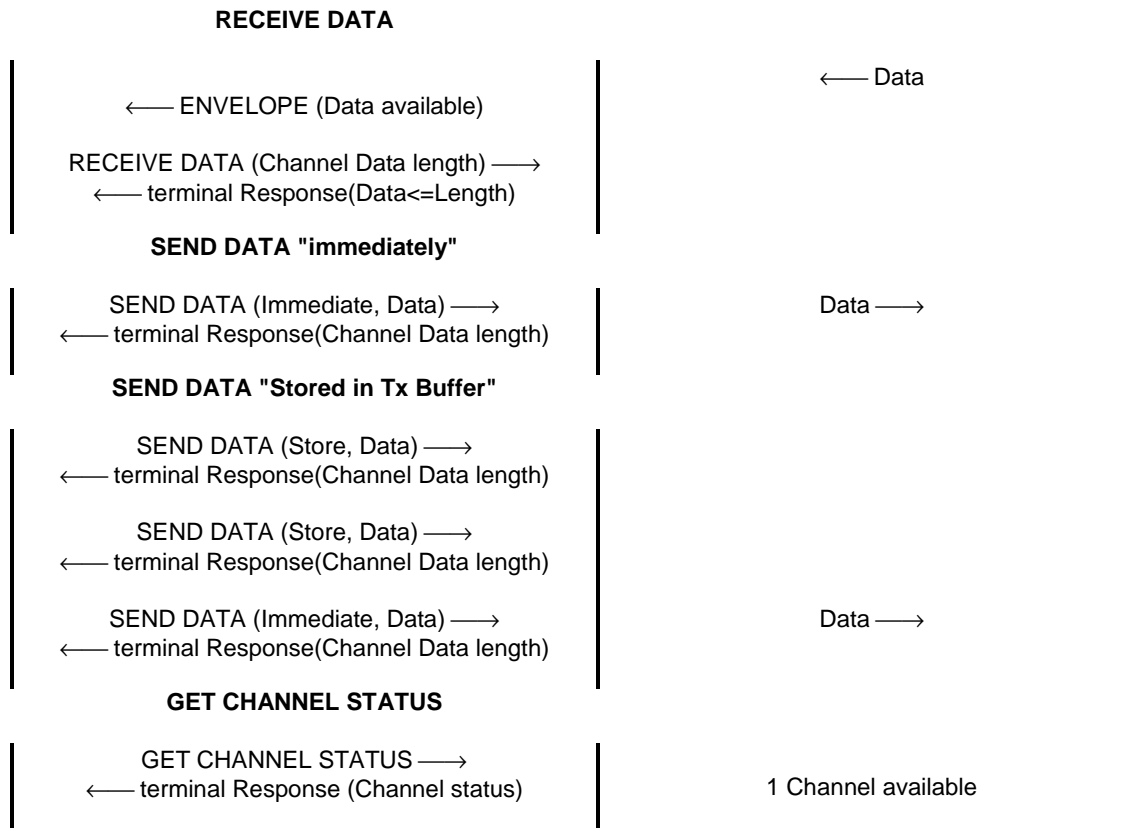 RECEIVE DATA
⟵ Data
⟵ ENVELOPE (Data available)
RECEIVE DATA (Channel Data length) ⟶
⟵ terminal Response(Data<=Length)
SEND DATA "immediately"
SEND DATA (Immediate, Data) ⟶ Data ⟶
⟵ terminal Response(Channel Data length)
SEND DATA "Stored in Tx Buffer"
SEND DATA (Store, Data) ⟶
⟵ terminal Response(Channel Data length)
SEND DATA (Store, Data) ⟶
⟵ terminal Response(Channel Data length)
SEND DATA (Immediate, Data) ⟶ Data ⟶
⟵ terminal Response(Channel Data length)
GET CHANNEL STATUS
GET CHANNEL STATUS ⟶
⟵ terminal Response (Channel status) 1 Channel available